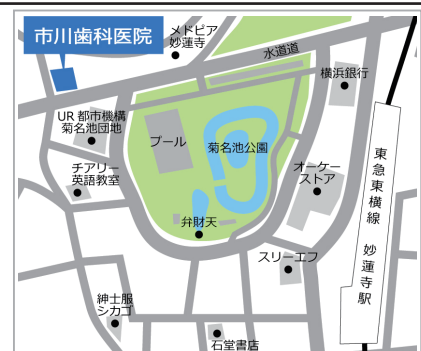 市川歯科医院
メドピア
妙蓮寺
水道道
横浜銀行
UR 都市機構
菊名池団地
プール
菊名池公園
チアリー
英語教室
オーケー
ストア
東急東横線 妙蓮寺駅
弁財天
スリーエフ
紳士服
シカゴ
石堂書店